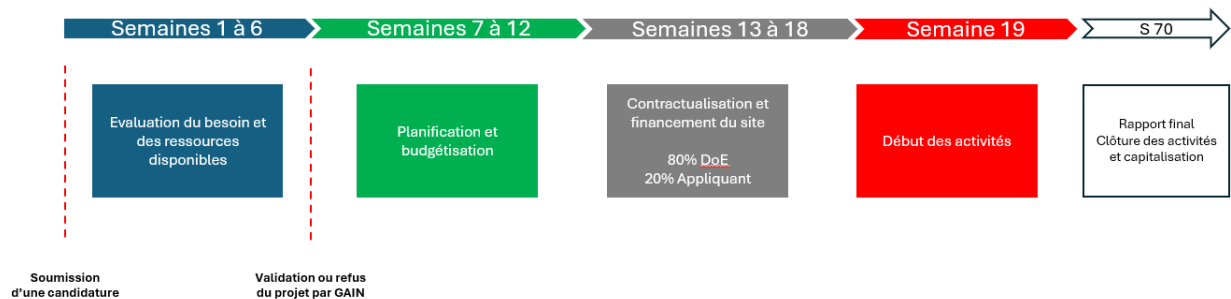 Semaines 1 à 6
Semaines 7 à 12
Semaines 13 à 18
Semaine 19
S 70
Evaluation du besoin et
des ressources
disponibles
Planification et
budgétisation
Contractualisation et
financement du site
80% DoE
20% Appliquant
Début des activités
Rapport final
Clôture des activités
et capitalisation
Soumission
d'une candidature
Validation ou refus
du projet par GAIN